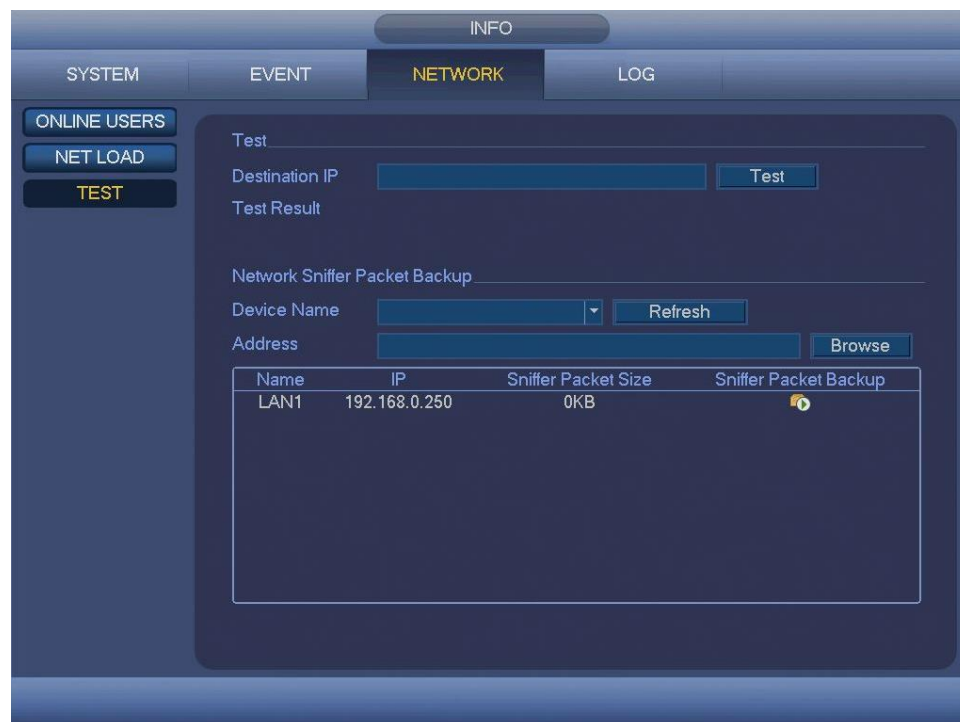 INFO
SYSTEM EVENT NETWORK LOG
ONLINE USERS
NET LOAD
TEST
Test
Destination IP Test
Test Result
Network Sniffer Packet Backup
Device Name Refresh
Address Browse
Name IP Sniffer Packet Size Sniffer Packet Backup
LAN1 192.168.0.250 0KB